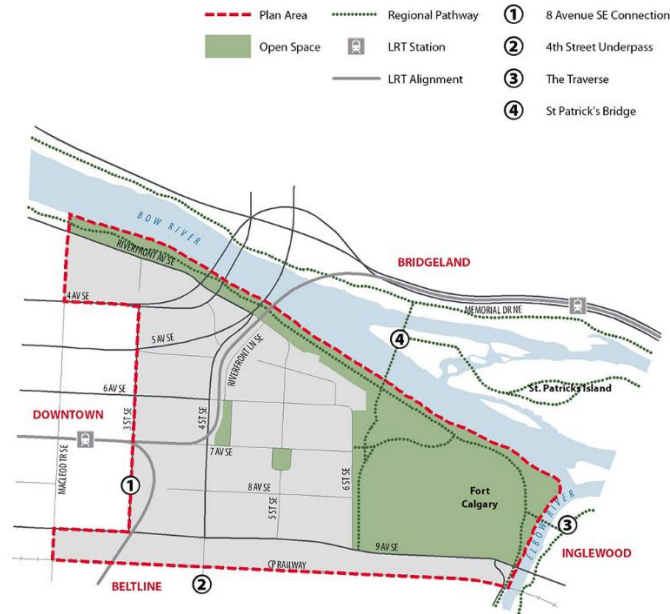 Plan Area
Regional Pathway
1
8 Avenue SE Connection
Open Space
LRT Station
2
4th Street Underpass
LRT Alignment
3
The Traverse
4
St Patrick's Bridge
BOW RIVER
RIVERFRONT AV SE
BRIDGELAND
4 AV SE
MEMORIAL DR NE
5 AV SE
RIVERFRONT LN SE
4
6 AV SE
St. Patricks Island
DOWNTOWN
3 ST SE
4 ST SE
MACLEOD TR SE
7 AV SE
6 ST SE
5 ST SE
8 AV SE
1
Fort
Calgary
ELBOW RIVER
3
9 AV SE
INGLEWOOD
CP RAILWAY
BELTLINE
2